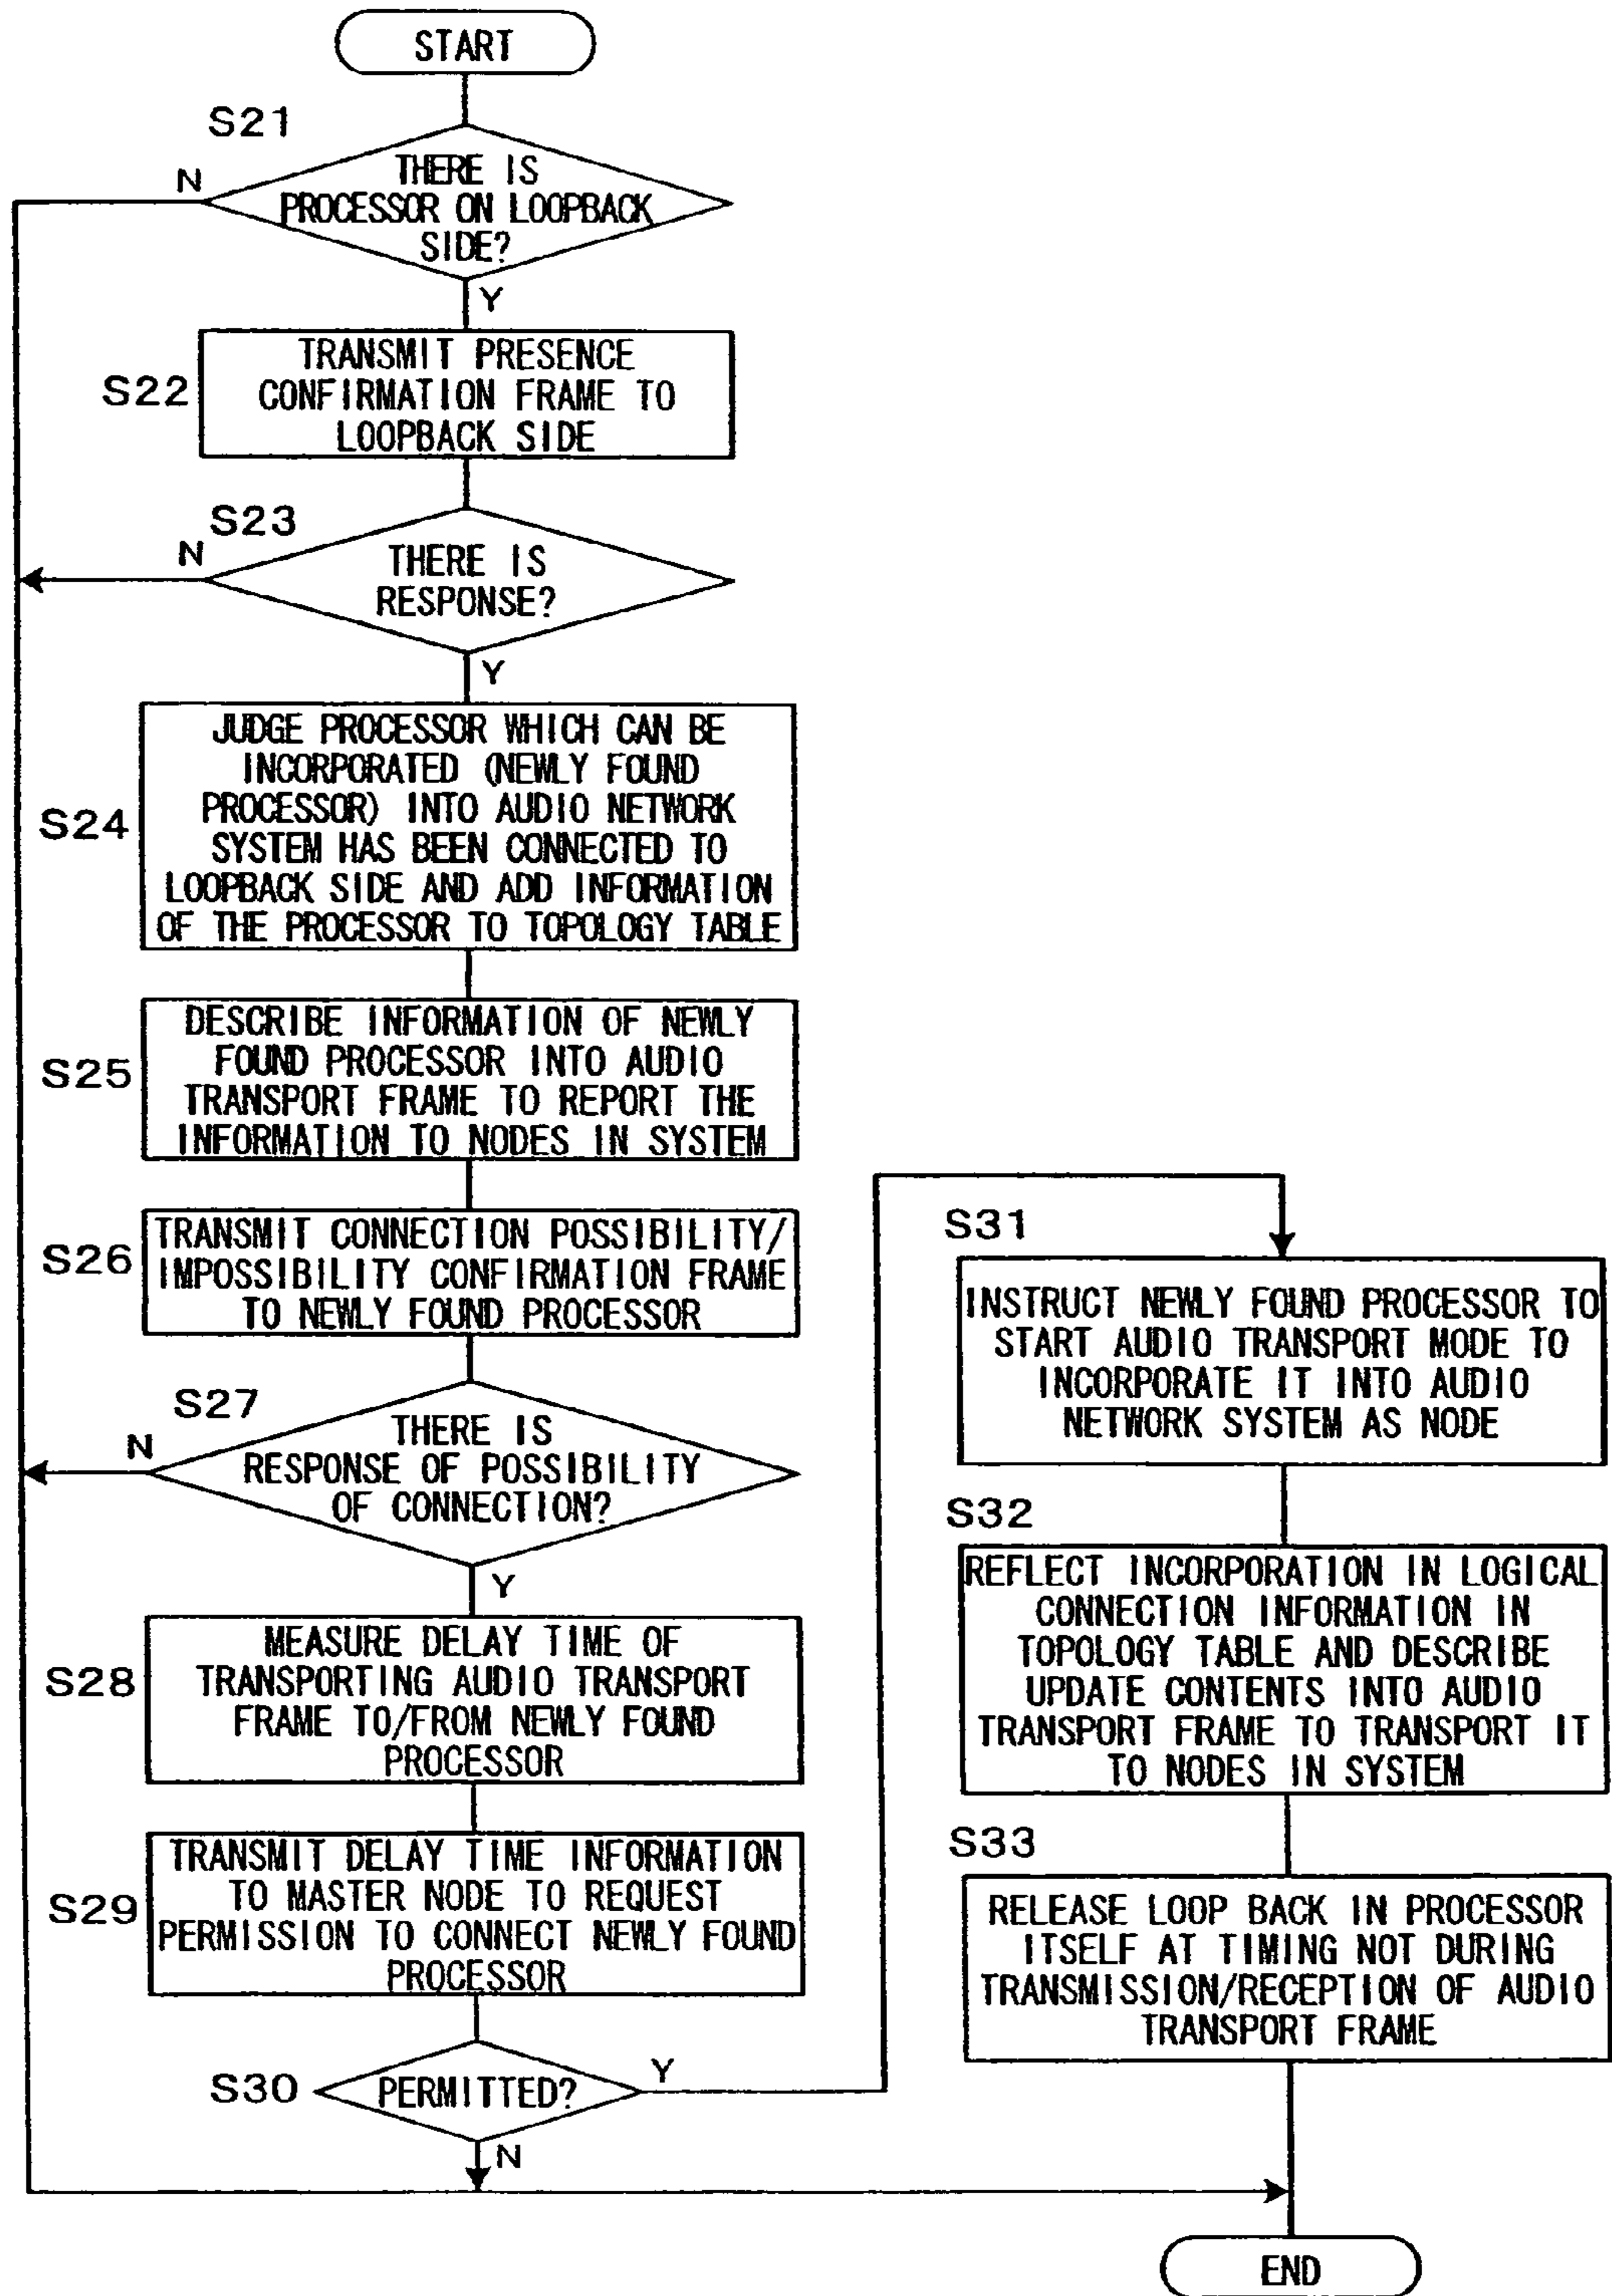 START
S21
N
THERE IS
PROCESSOR ON LOOPBACK
SIDE?
Y
S22
TRANSMIT PRESENCE
CONFIRMATION FRAME TO
LOOPBACK SIDE
S23
N
THERE IS
RESPONSE?
Y
S24
JUDGE PROCESSOR WHICH CAN BE
INCORPORATED (NEWLY FOUND
PROCESSOR) INTO AUDIO NETWORK
SYSTEM HAS BEEN CONNECTED TO
LOOPBACK SIDE AND ADD INFORMATION
OF THE PROCESSOR TO TOPOLOGY TABLE
S25
DESCRIBE INFORMATION OF NEWLY
FOUND PROCESSOR INTO AUDIO
TRANSPORT FRAME TO REPORT THE
INFORMATION TO NODES IN SYSTEM
S26
TRANSMIT CONNECTION POSSIBILITY/
IMPOSSIBILITY CONFIRMATION FRAME
TO NEWLY FOUND PROCESSOR
S27
N
THERE IS
RESPONSE OF POSSIBILITY
OF CONNECTION?
Y
S28
MEASURE DELAY TIME OF
TRANSPORTING AUDIO TRANSPORT
FRAME TO/FROM NEWLY FOUND
PROCESSOR
S29
TRANSMIT DELAY TIME INFORMATION
TO MASTER NODE TO REQUEST
PERMISSION TO CONNECT NEWLY FOUND
PROCESSOR
S30
PERMITTED?
Y
N
S31
INSTRUCT NEWLY FOUND PROCESSOR TO
START AUDIO TRANSPORT MODE TO
INCORPORATE IT INTO AUDIO
NETWORK SYSTEM AS NODE
S32
REFLECT INCORPORATION IN LOGICAL
CONNECTION INFORMATION IN
TOPOLOGY TABLE AND DESCRIBE
UPDATE CONTENTS INTO AUDIO
TRANSPORT FRAME TO TRANSPORT IT
TO NODES IN SYSTEM
S33
RELEASE LOOP BACK IN PROCESSOR
ITSELF AT TIMING NOT DURING
TRANSMISSION/RECEPTION OF AUDIO
TRANSPORT FRAME
END